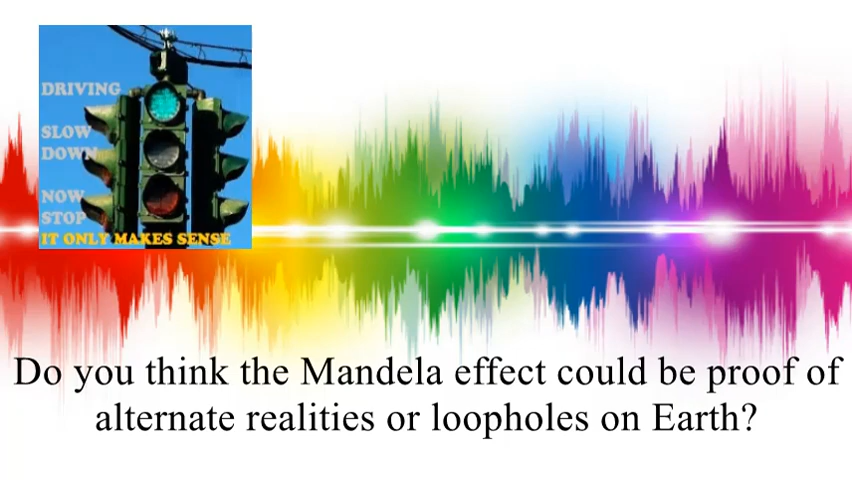 DRIVING
SLOW
DOWN
NOW
STOP
IT ONLY MAKES SENSE
Do you think the Mandela effect could be proof of
alternate realities or loopholes on Earth?